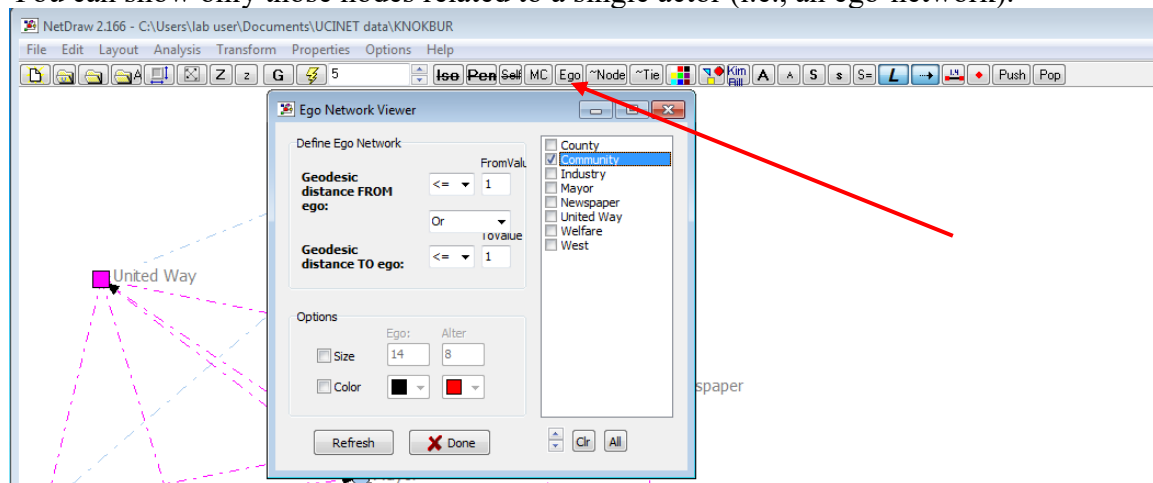 You can show only those nodes related to a single actor (i.e., an ego-network).
NetDraw 2.166 - C:\Users\lab user\Documents\UCINET data\KNOKBUR
File Edit Layout Analysis Transform Properties Options Help
A Z z G 5 Iso Pen Self MC Ego ~Node ~Tie Kim Bill A A S s S= L 1.4 Push Pop
Ego Network Viewer
Define Ego Network
FromValu
Geodesic
distance FROM
ego:
<= 1
Or
ToValue
Geodesic
distance TO ego:
<= 1
County
Community
Industry
Mayor
Newspaper
United Way
Welfare
West
Options
Ego: Alter
Size 14 8
Color
Refresh Done
Clr All
United Way
spaper